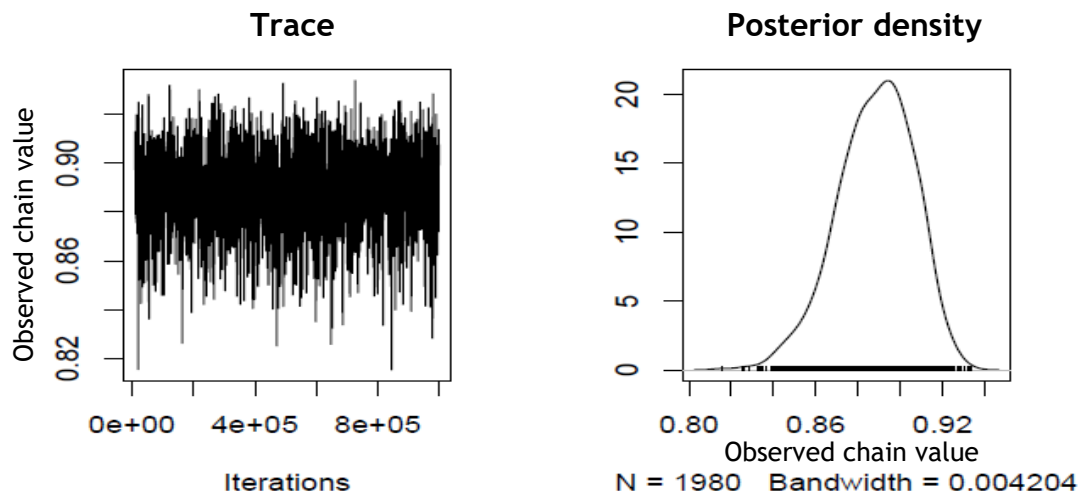 Trace
Observed chain value
0.90
0.86
0.82
0e+00 4e+05 8e+05
Iterations
Posterior density
20
15
10
5
0
0.80 0.86 0.92
Observed chain value
N = 1980 Bandwidth = 0.004204